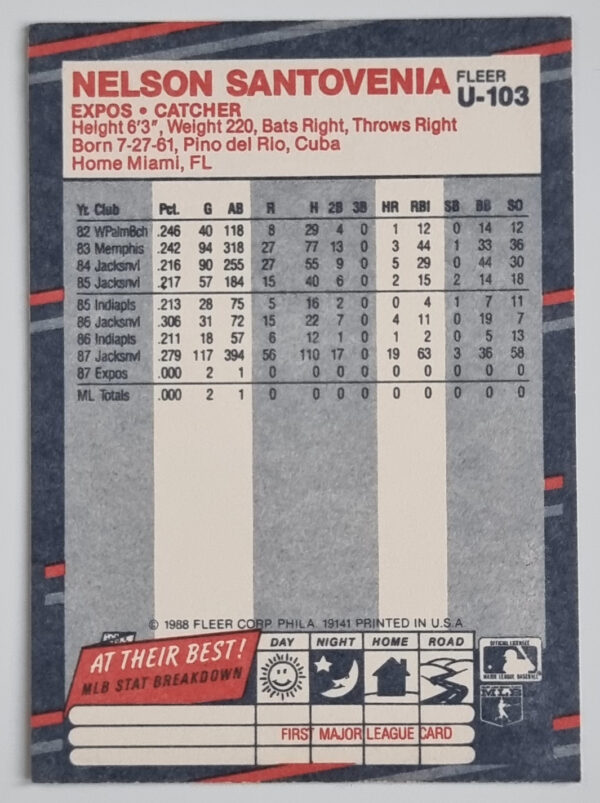 NELSON SANTOVENIA FLEER
U-103
EXPOS • CATCHER
Height 6'3", Weight 220, Bats Right, Throws Right
Born 7-27-61, Pino del Rio, Cuba
Home Miami, FL
Yr. Club Pct. G AB R H 2B 3B HR RBI SB BB SO
82 WPalmBch .246 40 118 8 29 4 0 1 12 0 14 12
83 Memphis .242 94 318 27 77 13 0 3 44 1 33 36
84 Jacksnvl .216 90 255 27 55 9 0 5 29 0 44 30
85 Jacksnvl .217 57 184 15 40 6 0 2 15 2 14 18
85 Indiapls .213 28 75 5 16 2 0 0 4 1 7 11
86 Jacksnvl .306 31 72 15 22 7 0 4 11 0 19 7
86 Indiapls .211 18 57 6 12 1 0 1 2 0 5 13
87 Jacksnvl .279 117 394 56 110 17 0 19 63 3 36 58
87 Expos .000 2 1 0 0 0 0 0 0 0 0 0
ML Totals .000 2 1 0 0 0 0 0 0 0 0 0
© 1988 FLEER CORP. PHILA. 19141 PRINTED IN U.S.A.
AT THEIR BEST!
MLB STAT BREAKDOWN
DAY NIGHT HOME ROAD
OFFICIAL LICENSEE
MAJOR LEAGUE BASEBALL
FIRST MAJOR LEAGUE CARD